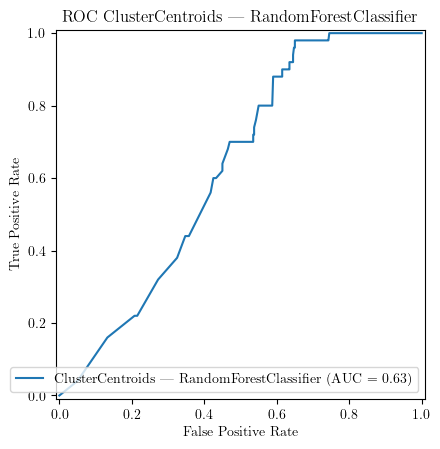 ROC ClusterCentroids — RandomForestClassifier
1.0
0.8
0.6
0.4
0.2
0.0
True Positive Rate
ClusterCentroids — RandomForestClassifier (AUC = 0.63)
0.0 0.2 0.4 0.6 0.8 1.0
False Positive Rate